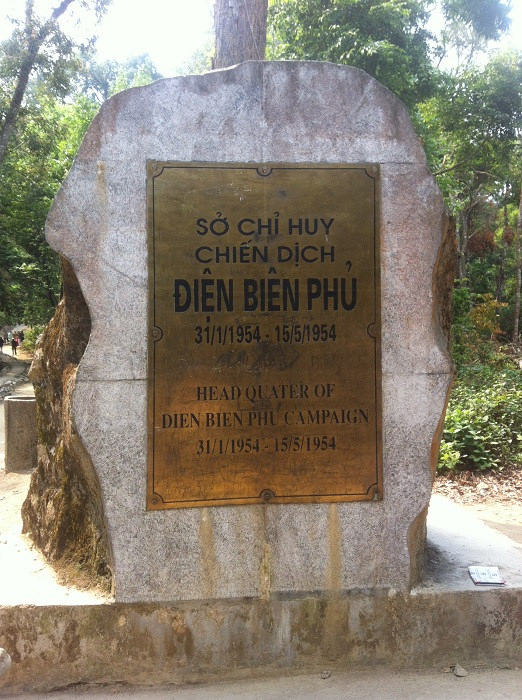 SỞ CHỈ HUY
CHIẾN DỊCH
ĐIỆN BIÊN PHỦ
31/1/1954 - 15/5/1954
HEAD QUATER OF
DIEN BIEN PHU CAMPAIGN
31/1/1954 - 15/5/1954